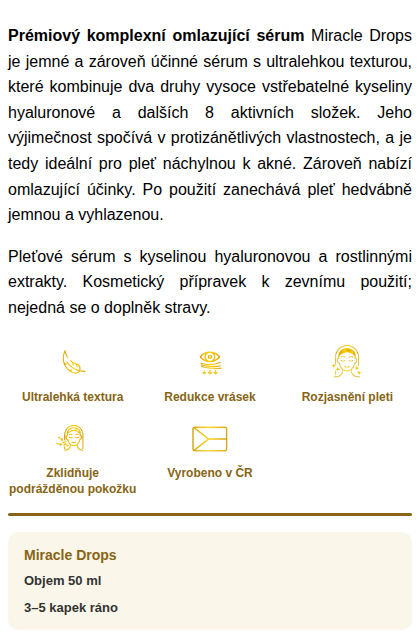 Prémiový komplexní omlazující sérum Miracle Drops
je jemné a zároveň účinné sérum s ultralehkou texturou,
které kombinuje dva druhy vysoce vstřebatelné kyseliny
hyaluronové a dalších 8 aktivních složek. Jeho
výjimečnost spočívá v protizánětlivých vlastnostech, a je
tedy ideální pro pleť náchylnou k akné. Zároveň nabízí
omlazující účinky. Po použití zanechává pleť hedvábně
jemnou a vyhlazenou.
Pleťové sérum s kyselinou hyaluronovou a rostlinnými
extrakty. Kosmetický přípravek k zevnímu použití;
nejedná se o doplněk stravy.
Ultralehká textura
Redukce vrásek
Rozjasnění pleti
Zklidňuje
podrážděnou pokožku
Vyrobeno v ČR
Miracle Drops
Objem 50 ml
3–5 kapek ráno